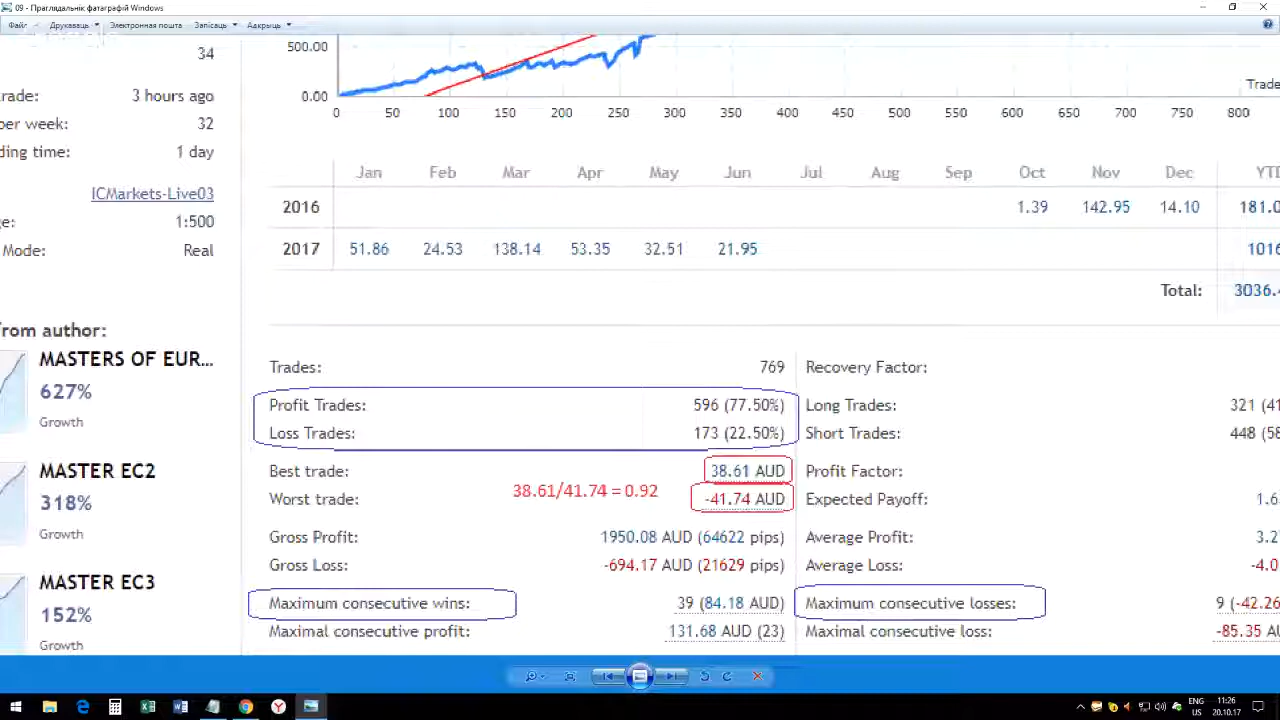 09 - Праглядальнік фатаграфій Windows
Файл Друкаваць Электронная пошта Запісаць Адкрыць
34
rade: 3 hours ago
per week: 32
ding time: 1 day
ICMarkets-Live03
ge: 1:500
Mode: Real
from author:
MASTERS OF EUR...
627%
Growth
MASTER EC2
318%
Growth
MASTER EC3
152%
Growth
500.00
0.00
Trade
0 50 100 150 200 250 300 350 400 450 500 550 600 650 700 750 800
Jan Feb Mar Apr May Jun Jul Aug Sep Oct Nov Dec YTD
2016 1.39 142.95 14.10 181.0
2017 51.86 24.53 138.14 53.35 32.51 21.95 1016
Total: 3036.4
Trades: 769
Profit Trades: 596 (77.50%)
Loss Trades: 173 (22.50%)
Best trade: 38.61 AUD
38.61/41.74 = 0.92
Worst trade: -41.74 AUD
Gross Profit: 1950.08 AUD (64622 pips)
Gross Loss: -694.17 AUD (21629 pips)
Maximum consecutive wins: 39 (84.18 AUD)
Maximal consecutive profit: 131.68 AUD (23)
Recovery Factor:
Long Trades: 321 (41
Short Trades: 448 (58
Profit Factor:
Expected Payoff: 1.6
Average Profit: 3.2
Average Loss: -4.0
Maximum consecutive losses: 9 (-42.26
Maximal consecutive loss: -85.35 AU
ENG
US
11:26
20.10.17